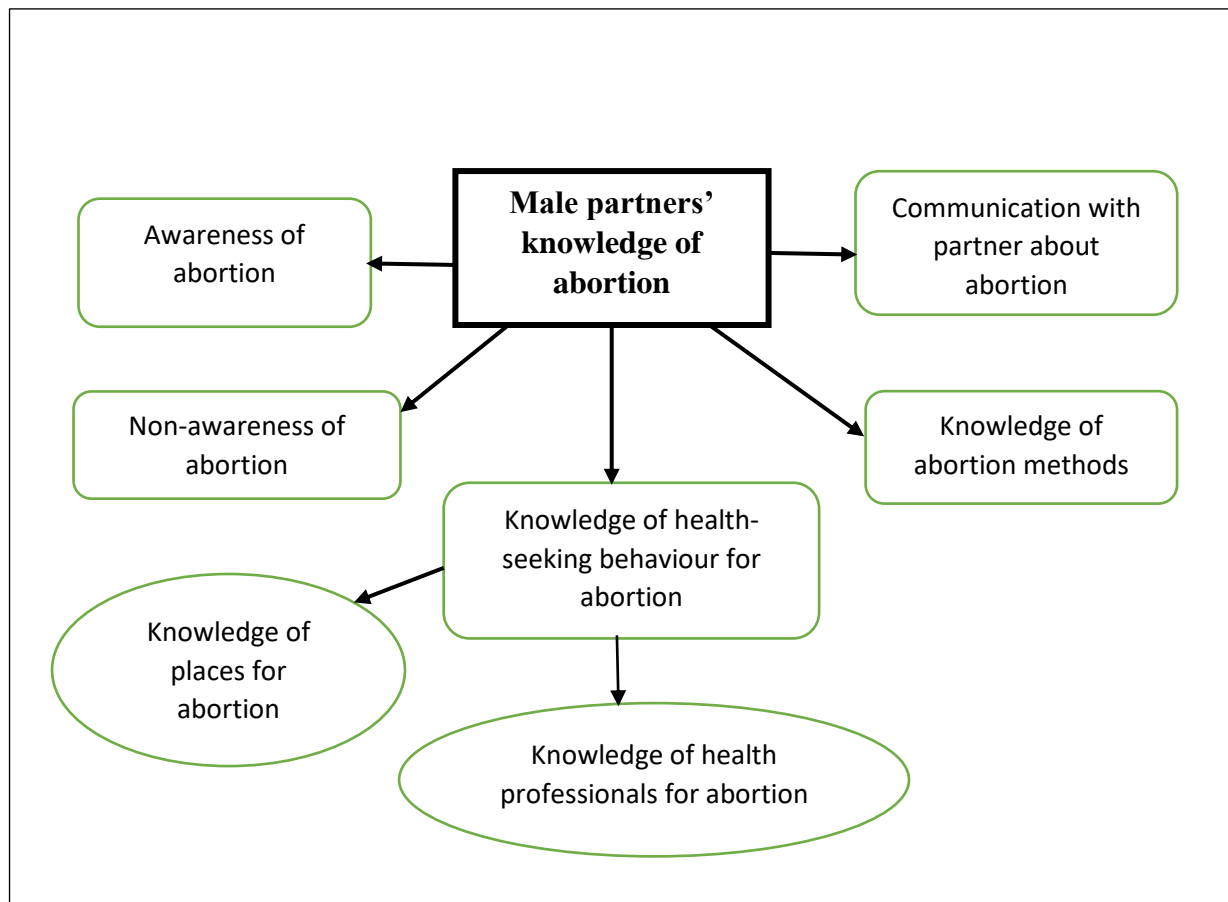 Male partners’
knowledge of
abortion
Awareness of
abortion
Communication with
partner about
abortion
Non-awareness of
abortion
Knowledge of
abortion methods
Knowledge of health-
seeking behaviour for
abortion
Knowledge of
places for
abortion
Knowledge of health
professionals for abortion